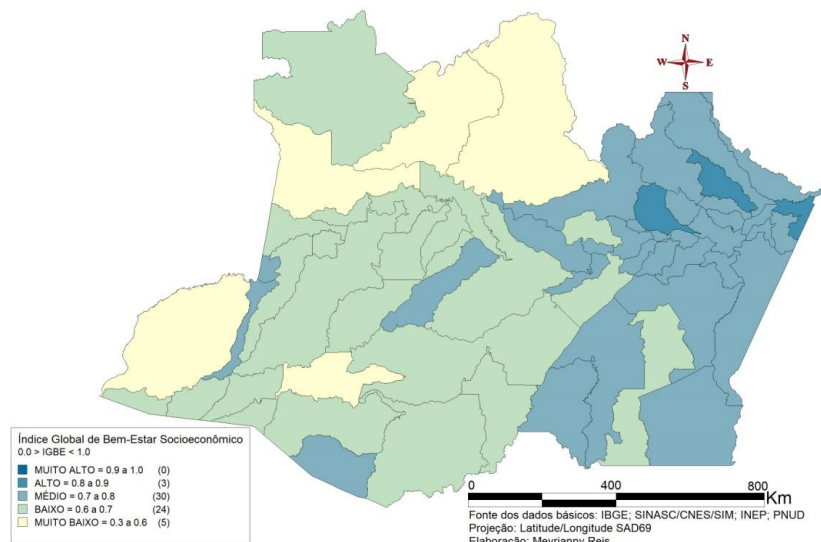 N
W E
S
Índice Global de Bem-Estar Socioeconômico
0.0 > IGBE < 1.0
MUITO ALTO = 0.9 a 1.0 (0)
ALTO = 0.8 a 0.9 (3)
MÉDIO = 0.7 a 0.8 (30)
BAIXO = 0.6 a 0.7 (24)
MUITO BAIXO = 0.3 a 0.6 (5)
0 400 800
Km
Fonte dos dados básicos: IBGE; SINASC/CNES/SIM; INEP; PNUD
Projeção: Latitude/Longitude SAD69
Elaboração: Meyrianny Reis